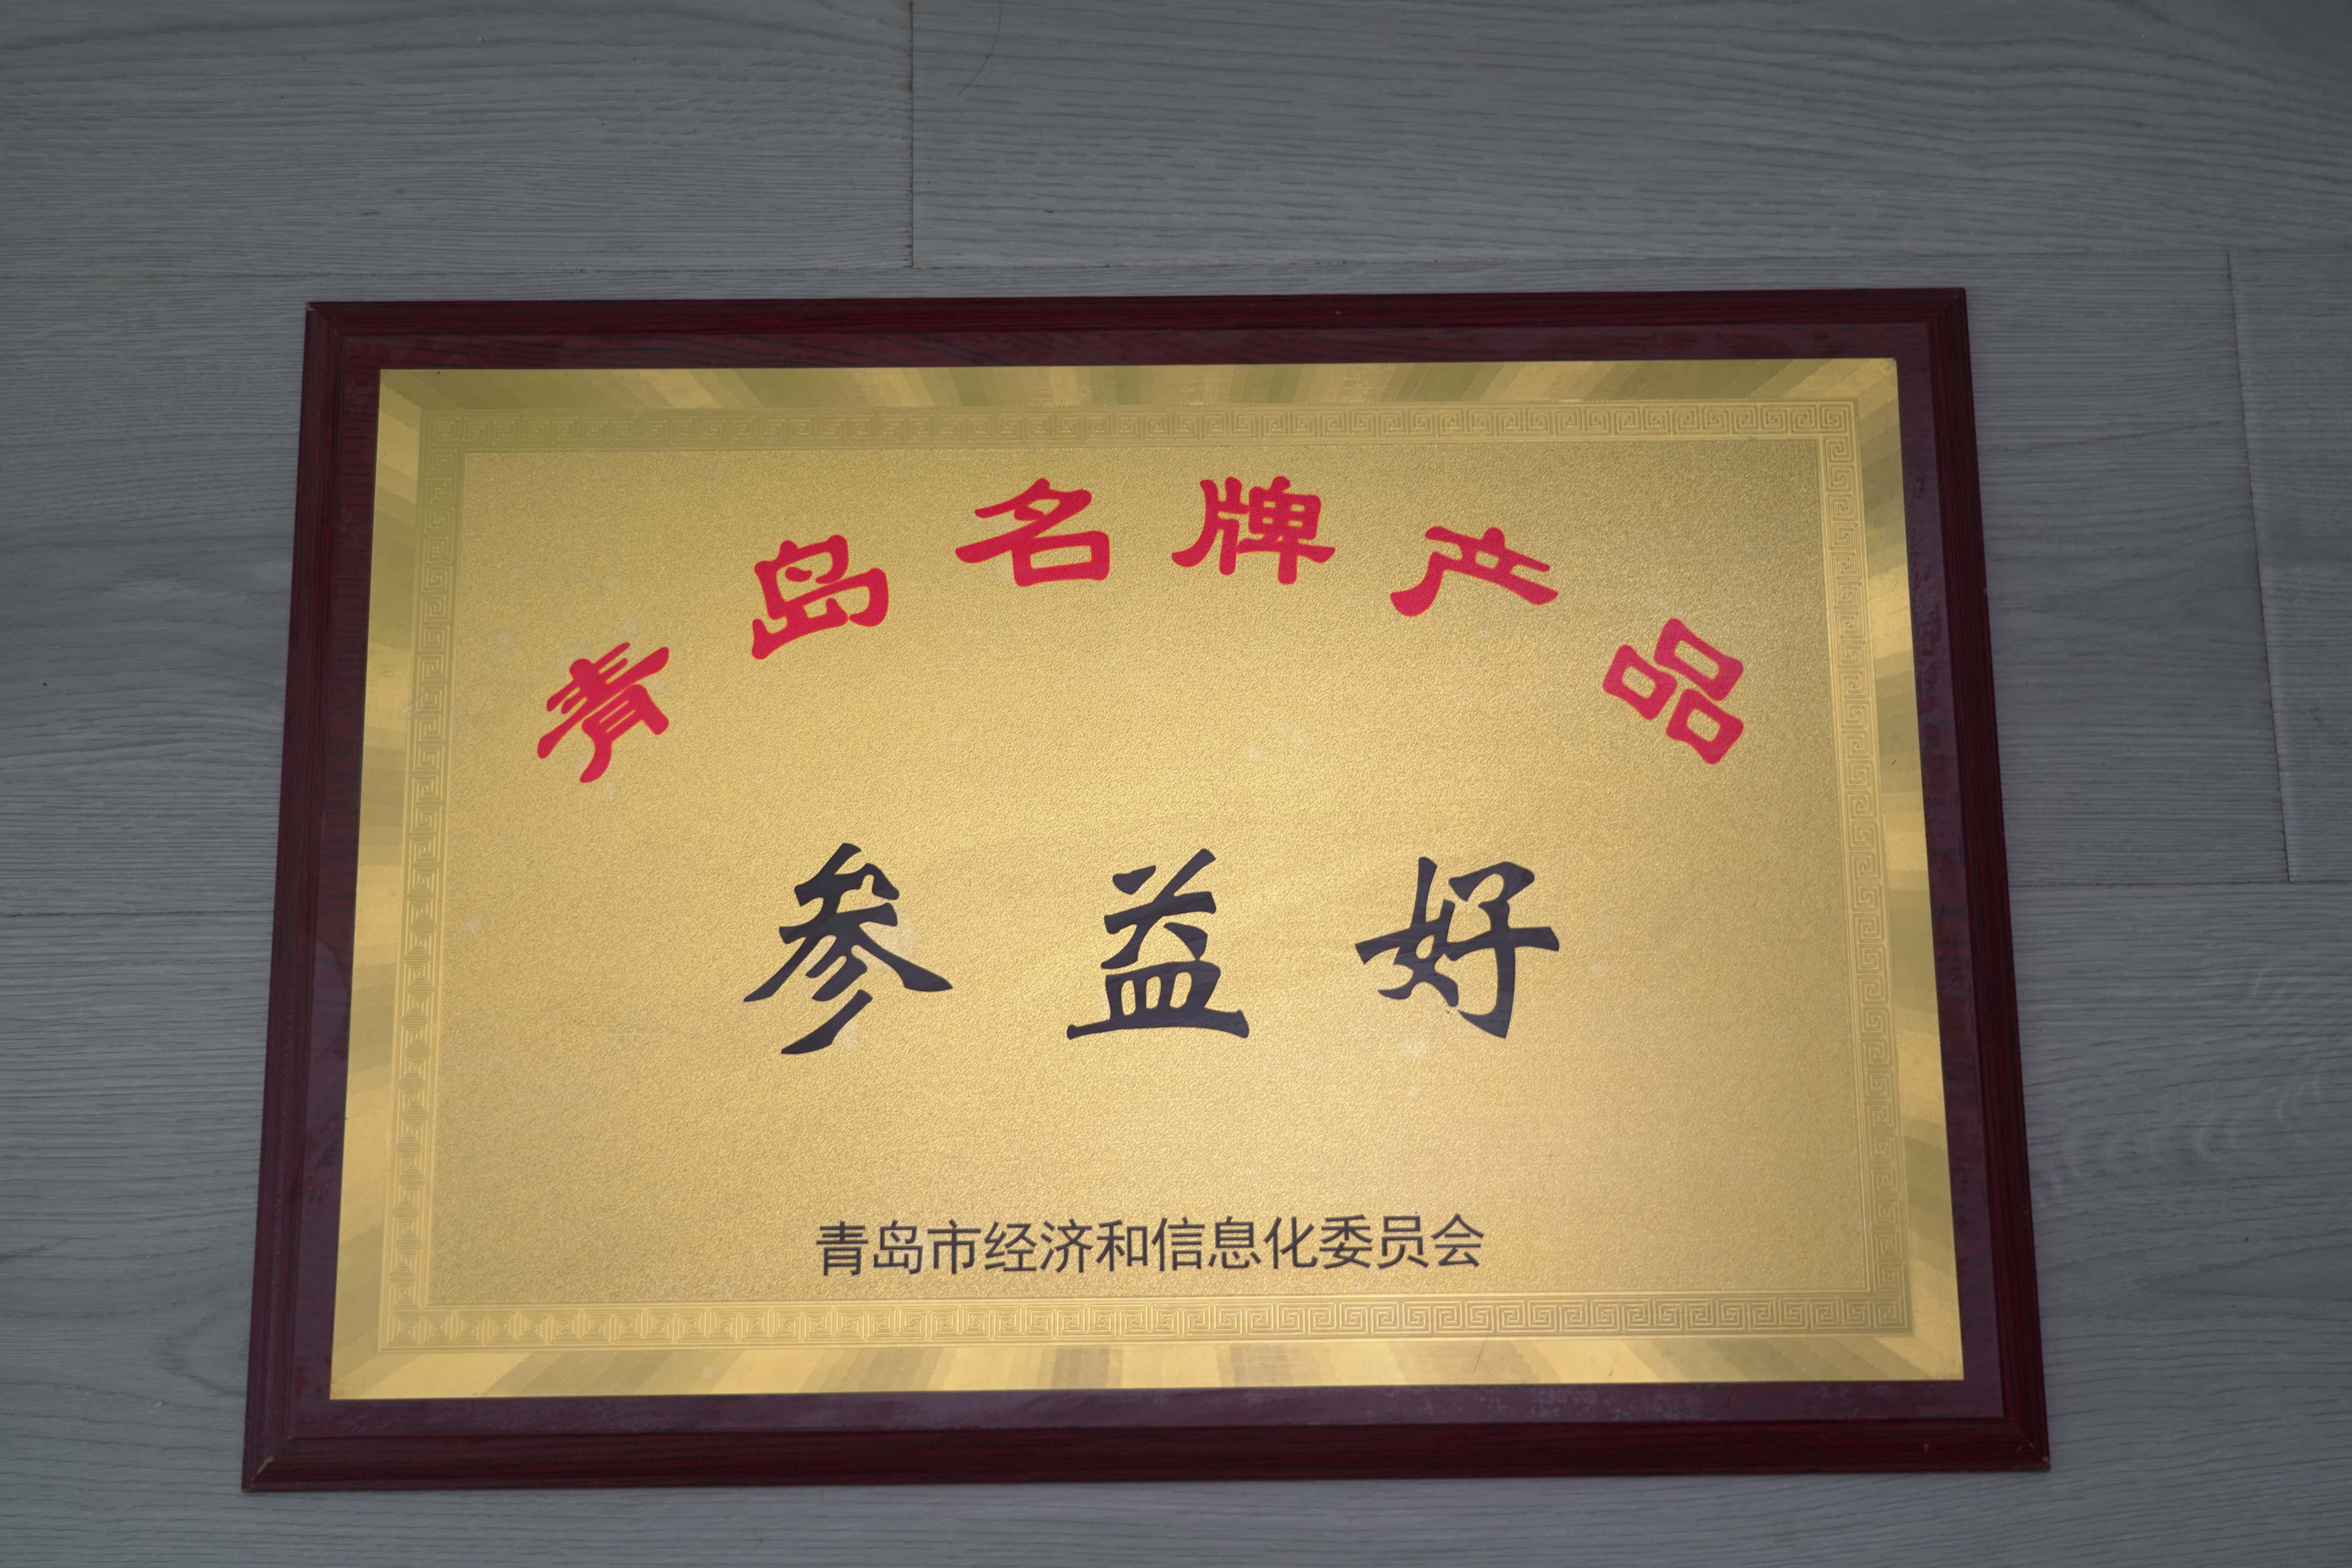 青岛名牌产品
参益好
青岛市经济和信息化委员会